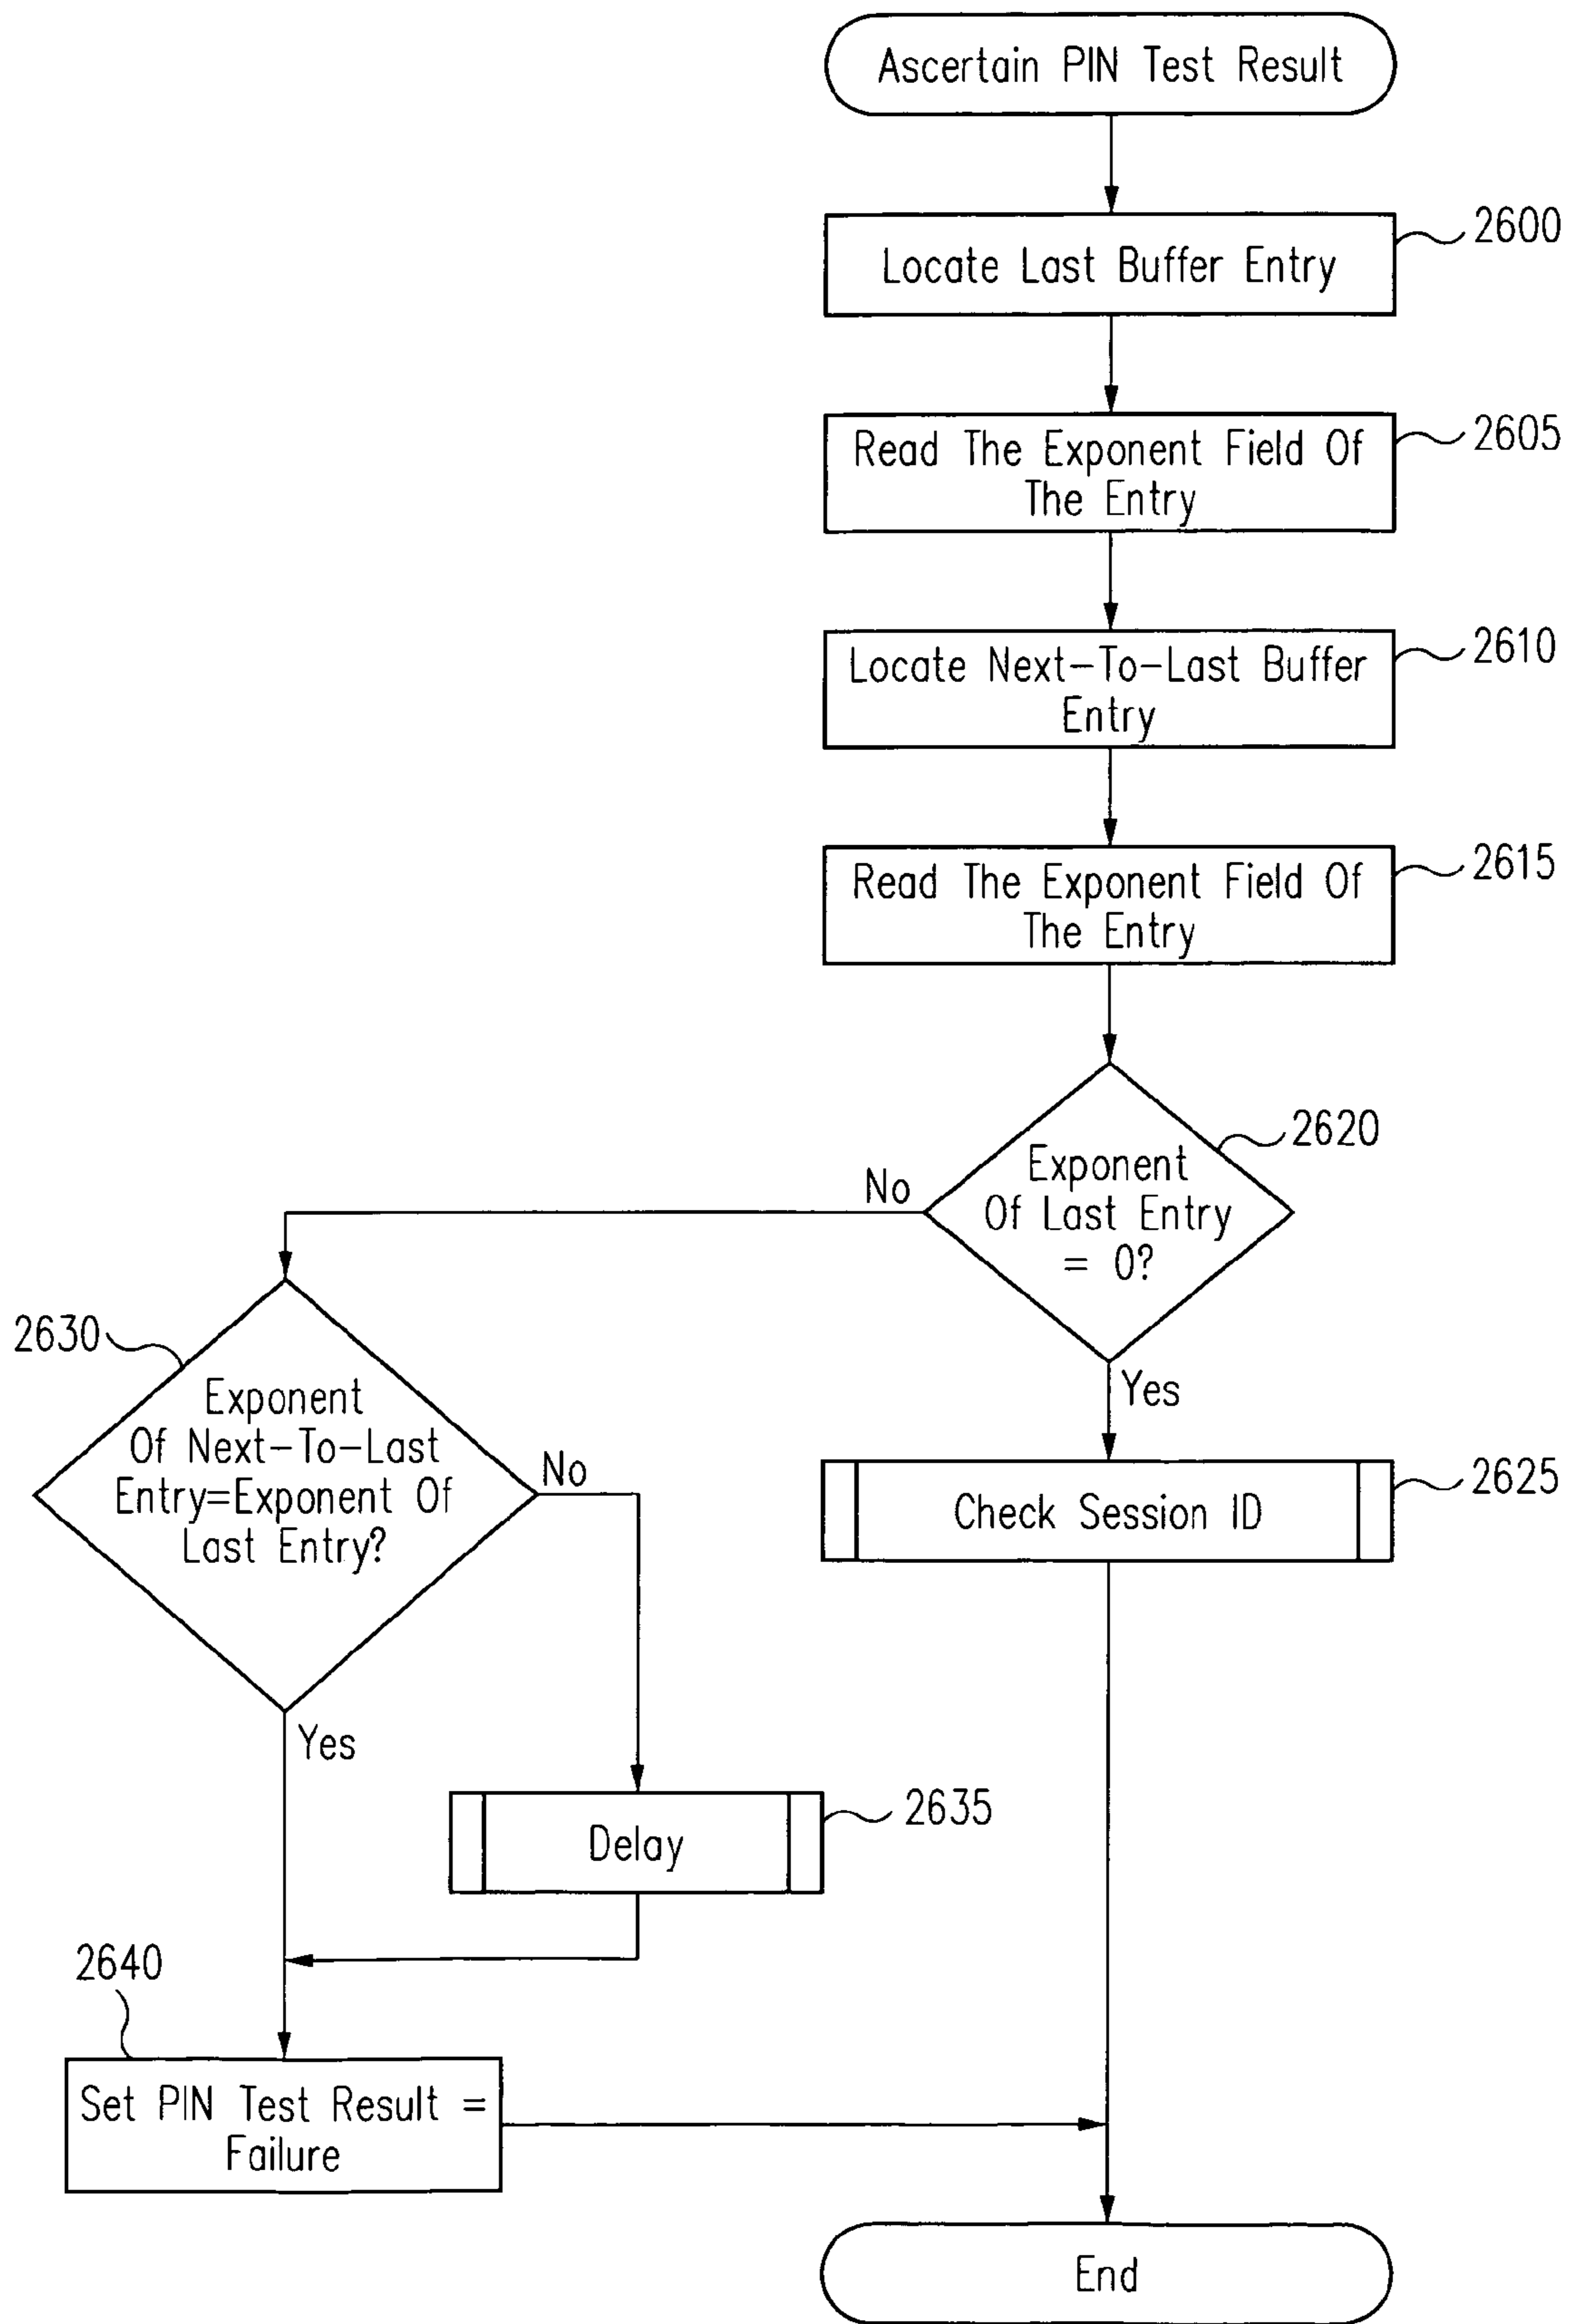 Ascertain PIN Test Result
2600
Locate Last Buffer Entry
2605
Read The Exponent Field Of
The Entry
2610
Locate Next-To-Last Buffer
Entry
2615
Read The Exponent Field Of
The Entry
2620
Exponent
Of Last Entry
= 0?
No
Yes
2630
Exponent
Of Next-To-Last
Entry=Exponent Of
Last Entry?
No
Yes
2625
Check Session ID
2635
Delay
2640
Set PIN Test Result =
Failure
End